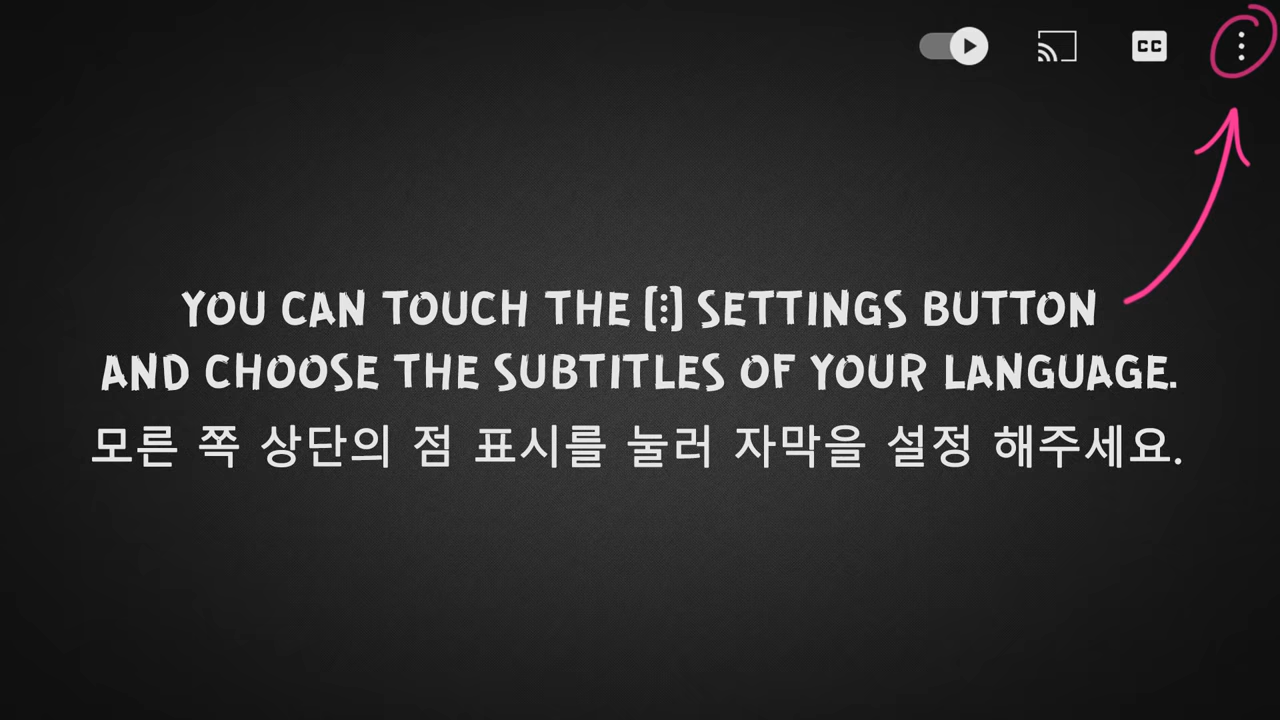 CC
YOU CAN TOUCH THE [⋮] SETTINGS BUTTON
AND CHOOSE THE SUBTITLES OF YOUR LANGUAGE.
모른 쪽 상단의 점 표시를 눌러 자막을 설정 해주세요.